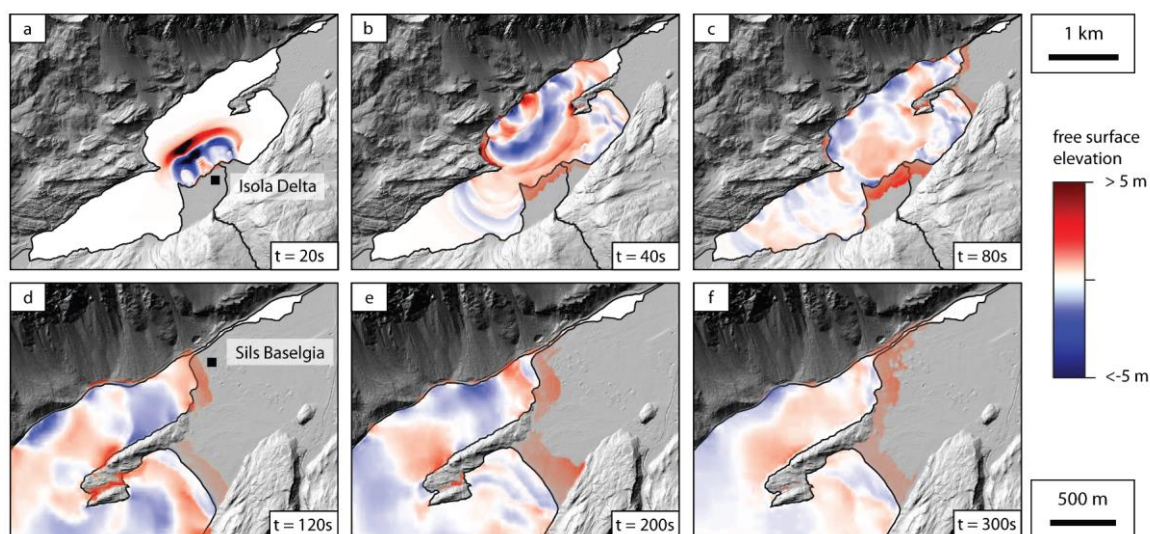 a
b
c
1 km
Isola Delta
free surface
elevation
> 5 m
t = 20s
t = 40s
t = 80s
d
e
f
Sils Baselgia
<-5 m
500 m
t = 120s
t = 200s
t = 300s